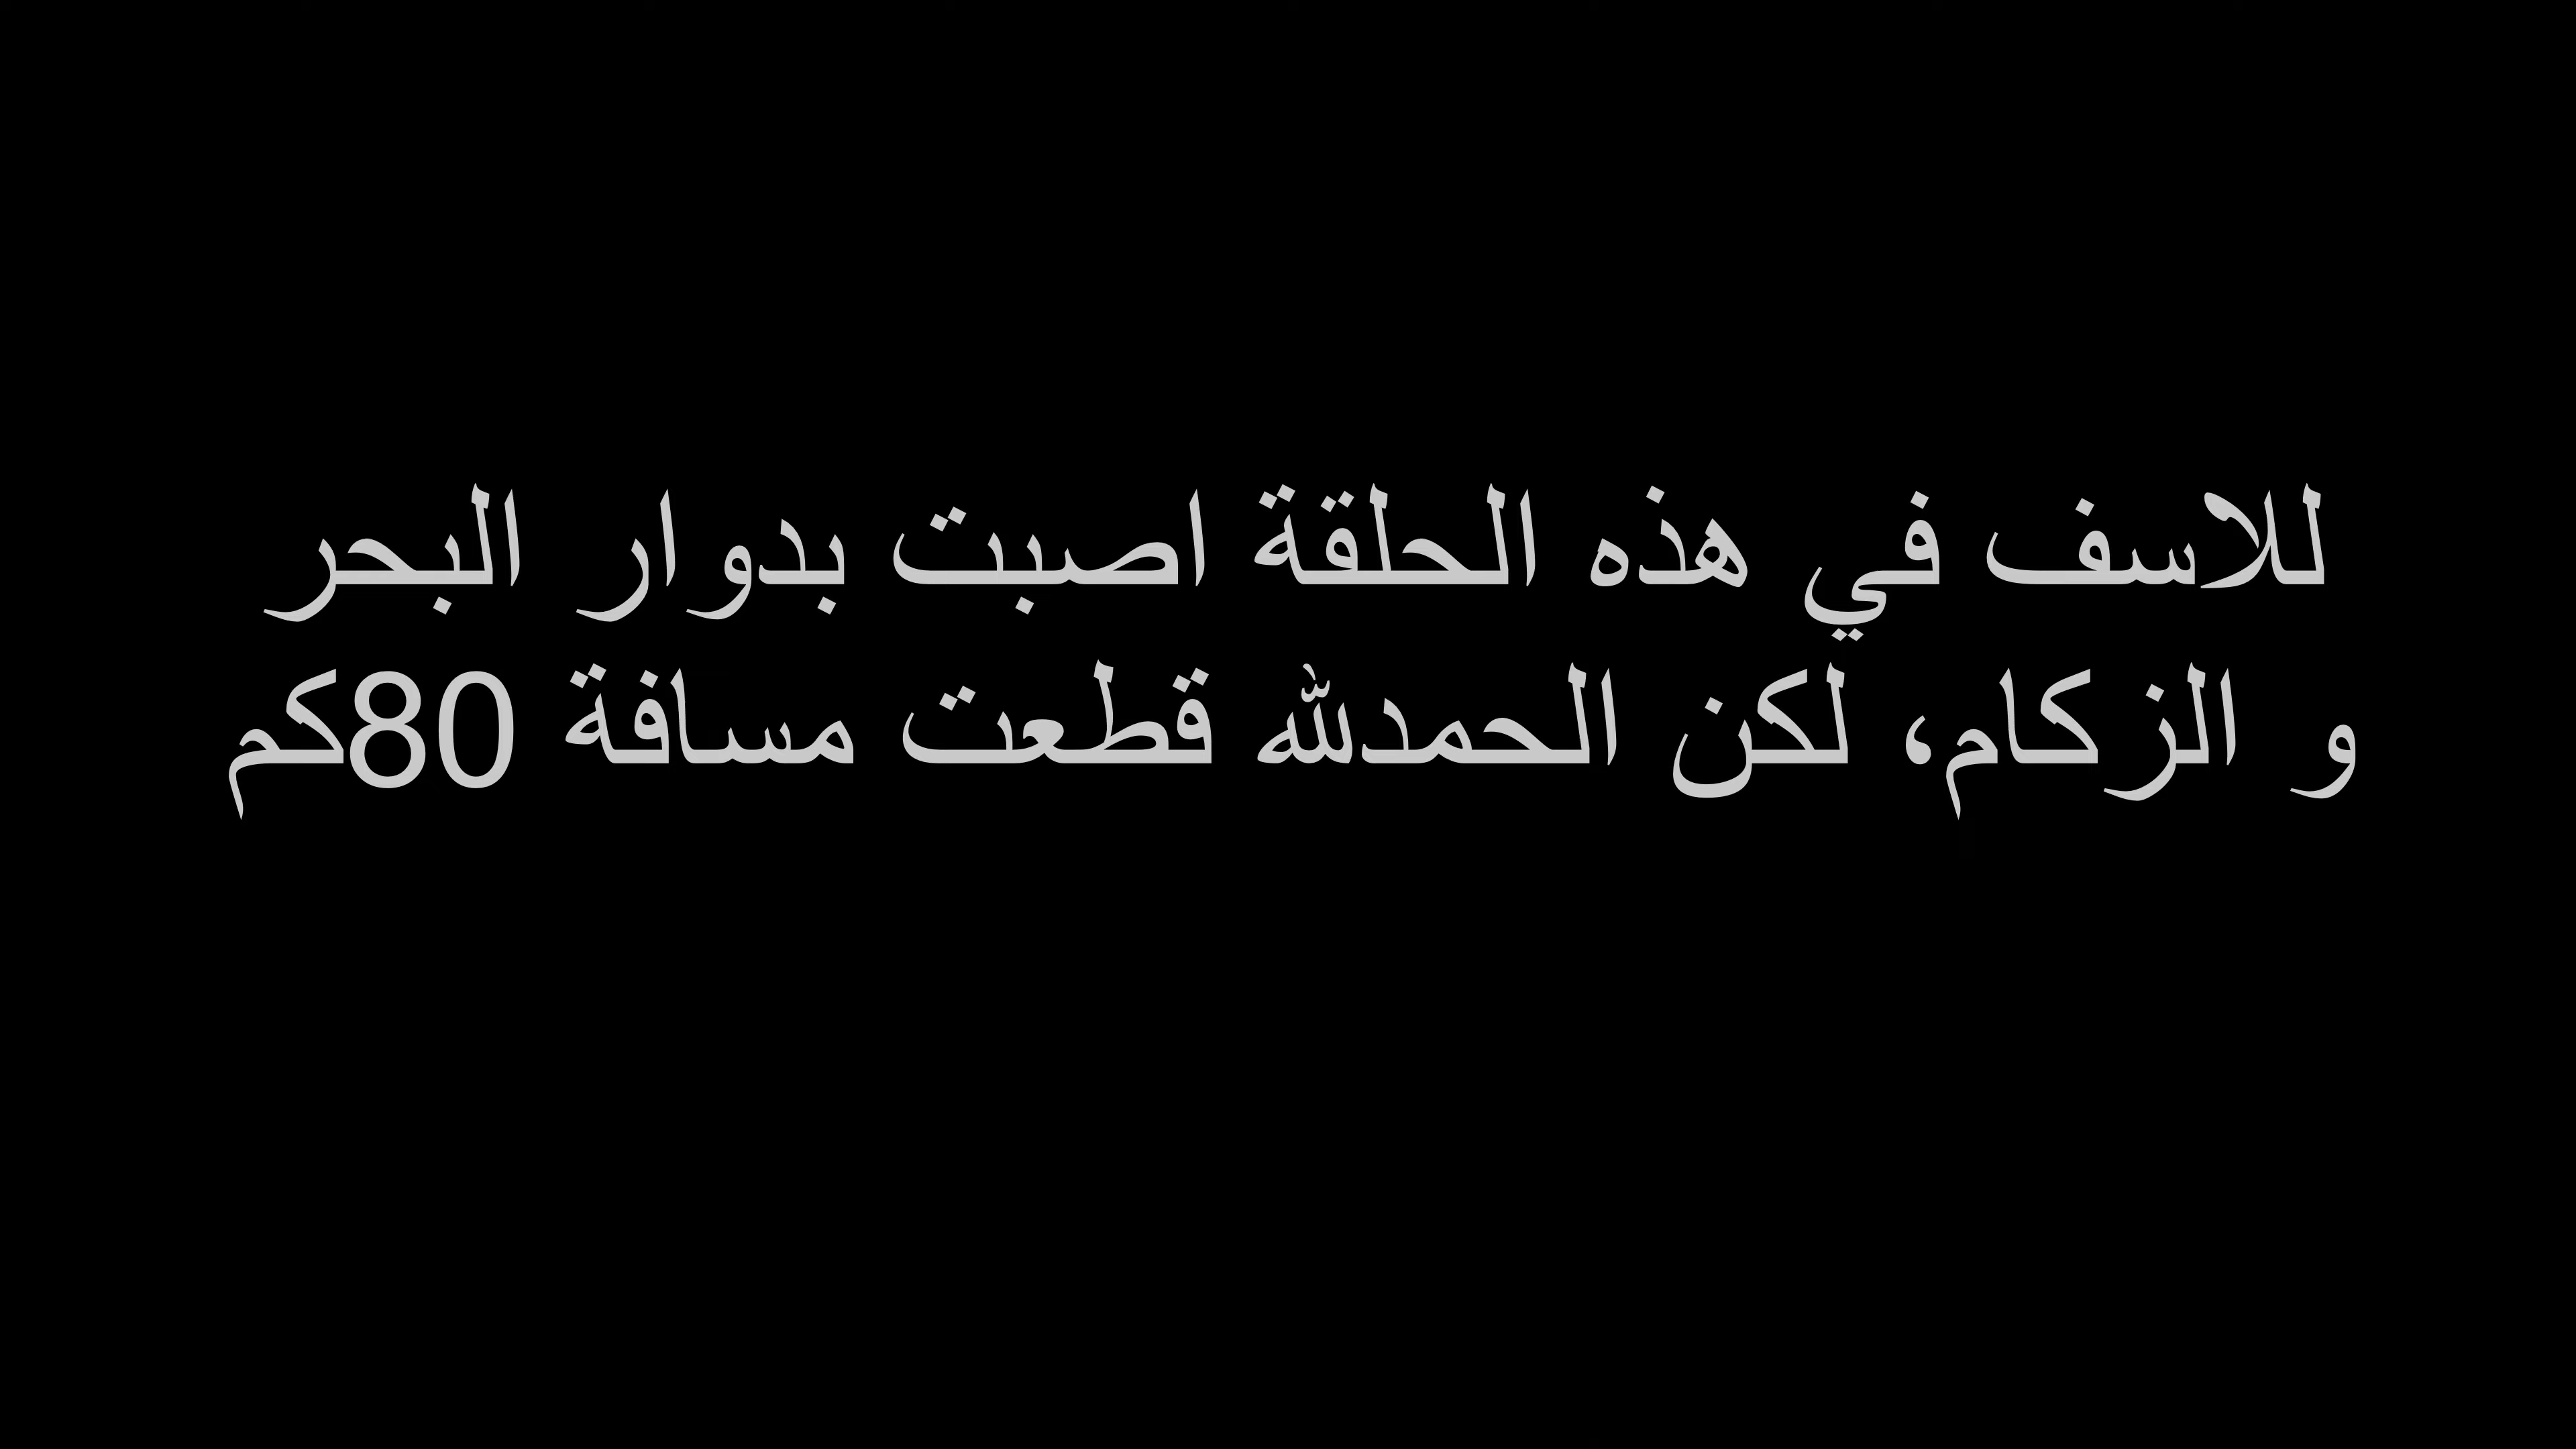 للاسف في هذه الحلقة اصبت بدوار البحر
و الزكام، لكن الحمدلله قطعت مسافة 80كم